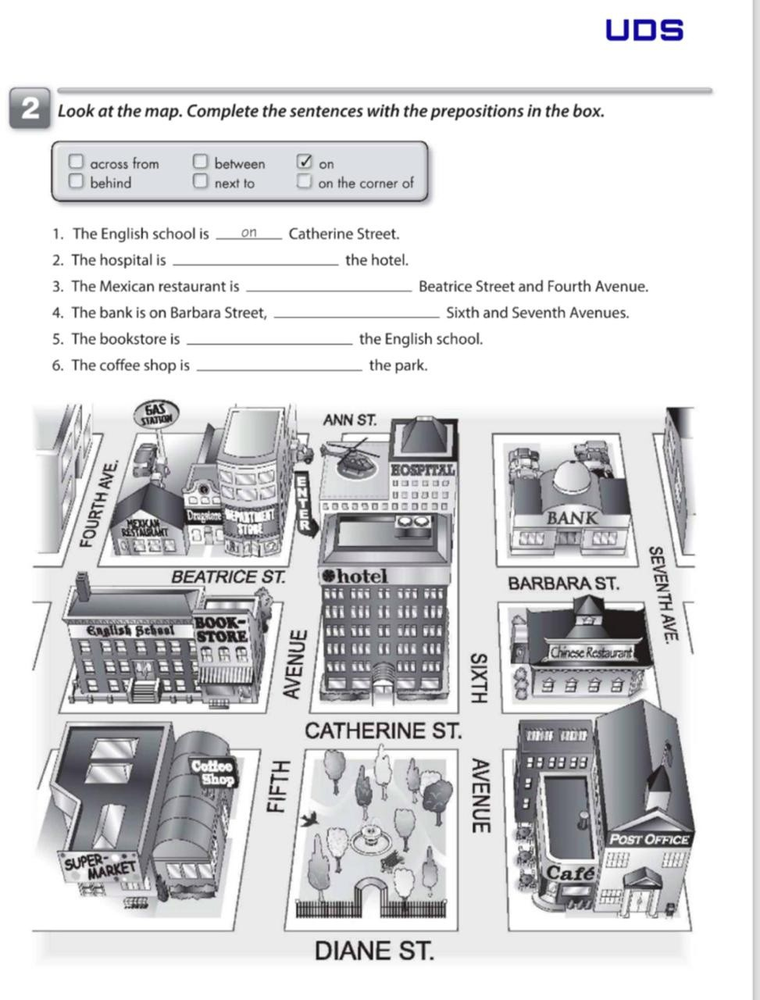 UDS
2 Look at the map. Complete the sentences with the prepositions in the box.
across from between on
behind next to on the corner of
1. The English school is on Catherine Street.
2. The hospital is the hotel.
3. The Mexican restaurant is Beatrice Street and Fourth Avenue.
4. The bank is on Barbara Street, Sixth and Seventh Avenues.
5. The bookstore is the English school.
6. The coffee shop is the park.
GAS
STATION
ANN ST.
FOURTH AVE.
HOSPITAL
ENTER
MEXICAN
RESTAURANT
Drugstore
DEPARTMENT
STORE
BANK
BEATRICE ST.
hotel
BARBARA ST.
SEVENTH AVE.
English School
BOOK-
STORE
Chinese Restaurant
AVENUE
SIXTH
CATHERINE ST.
Coffee
Shop
FIFTH
AVENUE
SUPER-
MARKET
POST OFFICE
Café
DIANE ST.